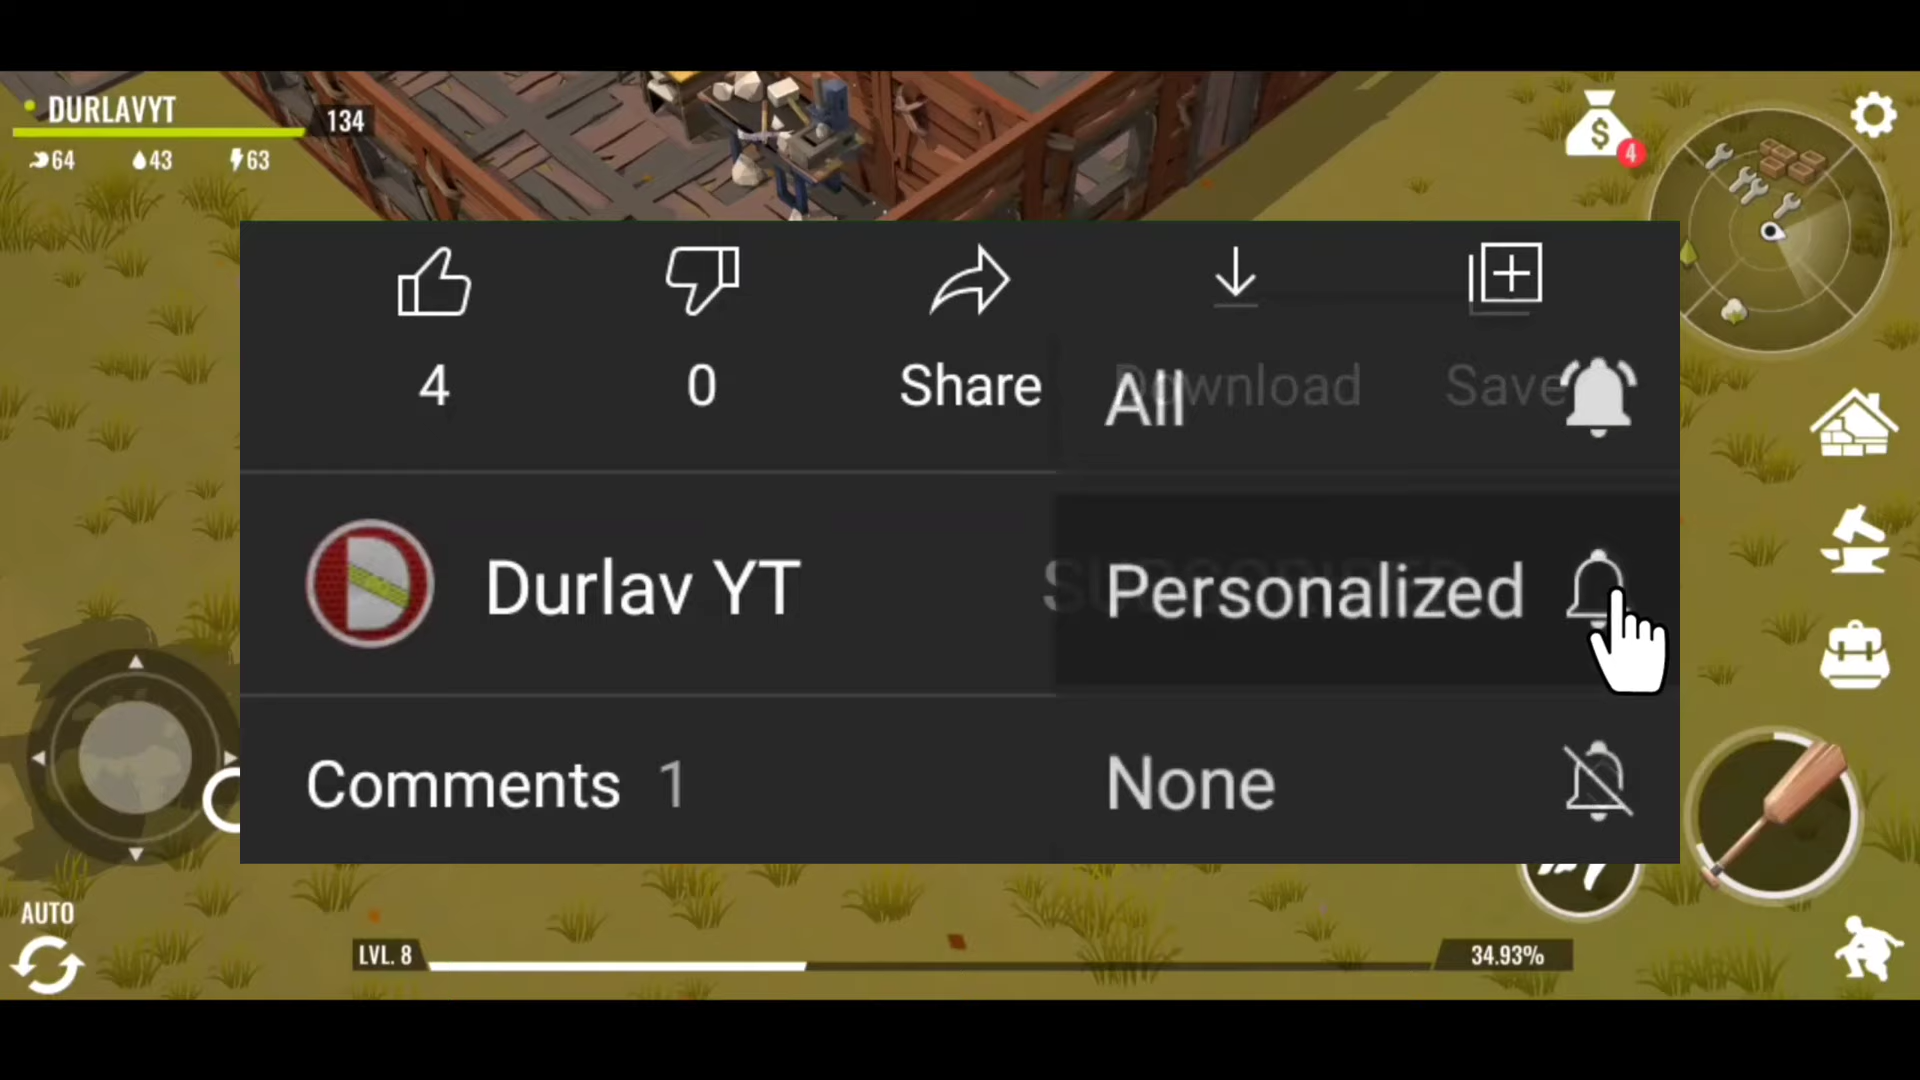 DURLAVYT
134
64 43 63
$
4
4 0 Share Download Save
All
Durlav YT
Personalized
Comments 1
None
AUTO
LVL. 8
34.93%